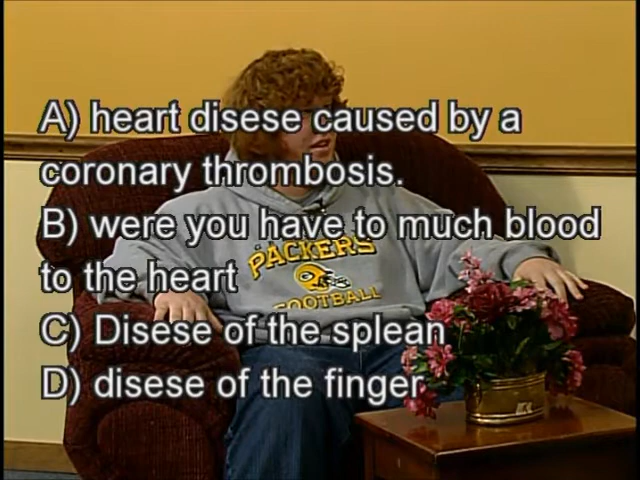 A) heart disese caused by a
coronary thrombosis.
B) were you have to much blood
to the heart
C) Disese of the splean
D) disese of the finger
PACKERS
FOOTBALL